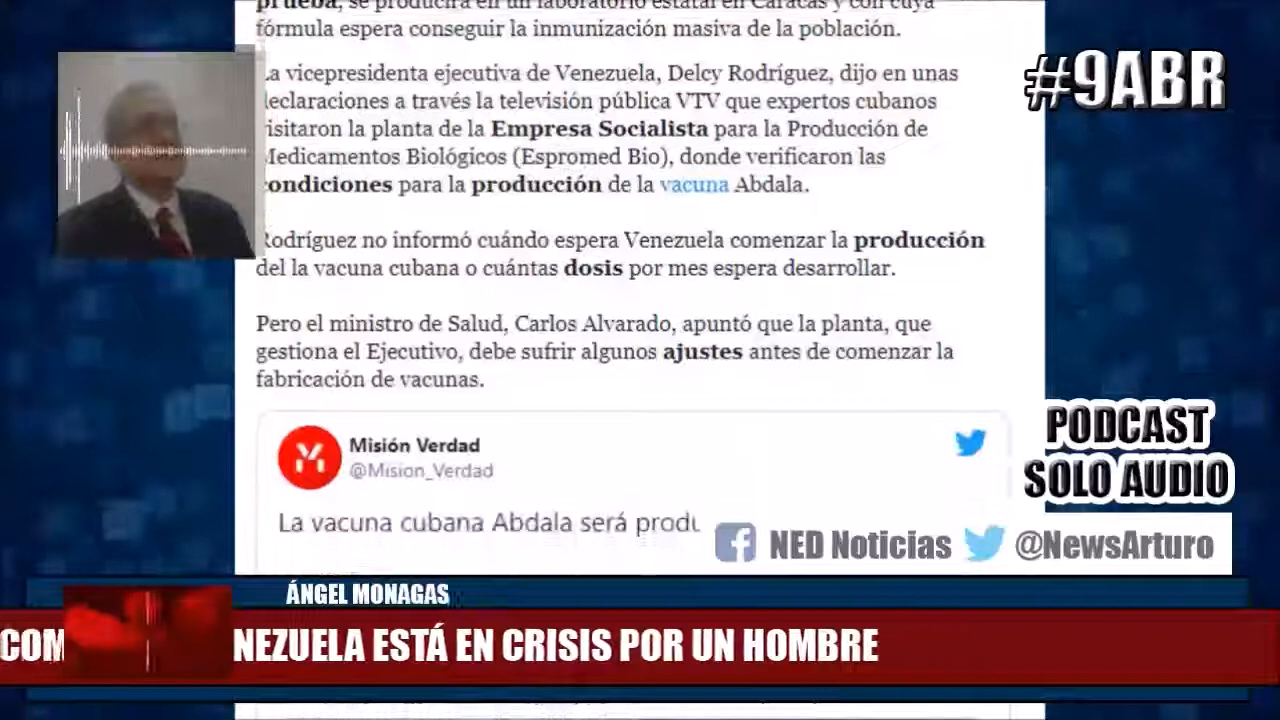 prueba, se producirá en un laboratorio estatal en Caracas y con cuya
fórmula espera conseguir la inmunización masiva de la población.
La vicepresidenta ejecutiva de Venezuela, Delcy Rodríguez, dijo en unas
declaraciones a través la televisión pública VTV que expertos cubanos
visitaron la planta de la Empresa Socialista para la Producción de
Medicamentos Biológicos (Espromed Bio), donde verificaron las
condiciones para la producción de la vacuna Abdala.
Rodríguez no informó cuándo espera Venezuela comenzar la producción
del la vacuna cubana o cuántas dosis por mes espera desarrollar.
Pero el ministro de Salud, Carlos Alvarado, apuntó que la planta, que
gestiona el Ejecutivo, debe sufrir algunos ajustes antes de comenzar la
fabricación de vacunas.
Misión Verdad
@Mision_Verdad
La vacuna cubana Abdala será produ
#9ABR
PODCAST
SOLO AUDIO
NED Noticias @NewsArturo
ÁNGEL MONAGAS
COM NEZUELA ESTÁ EN CRISIS POR UN HOMBRE